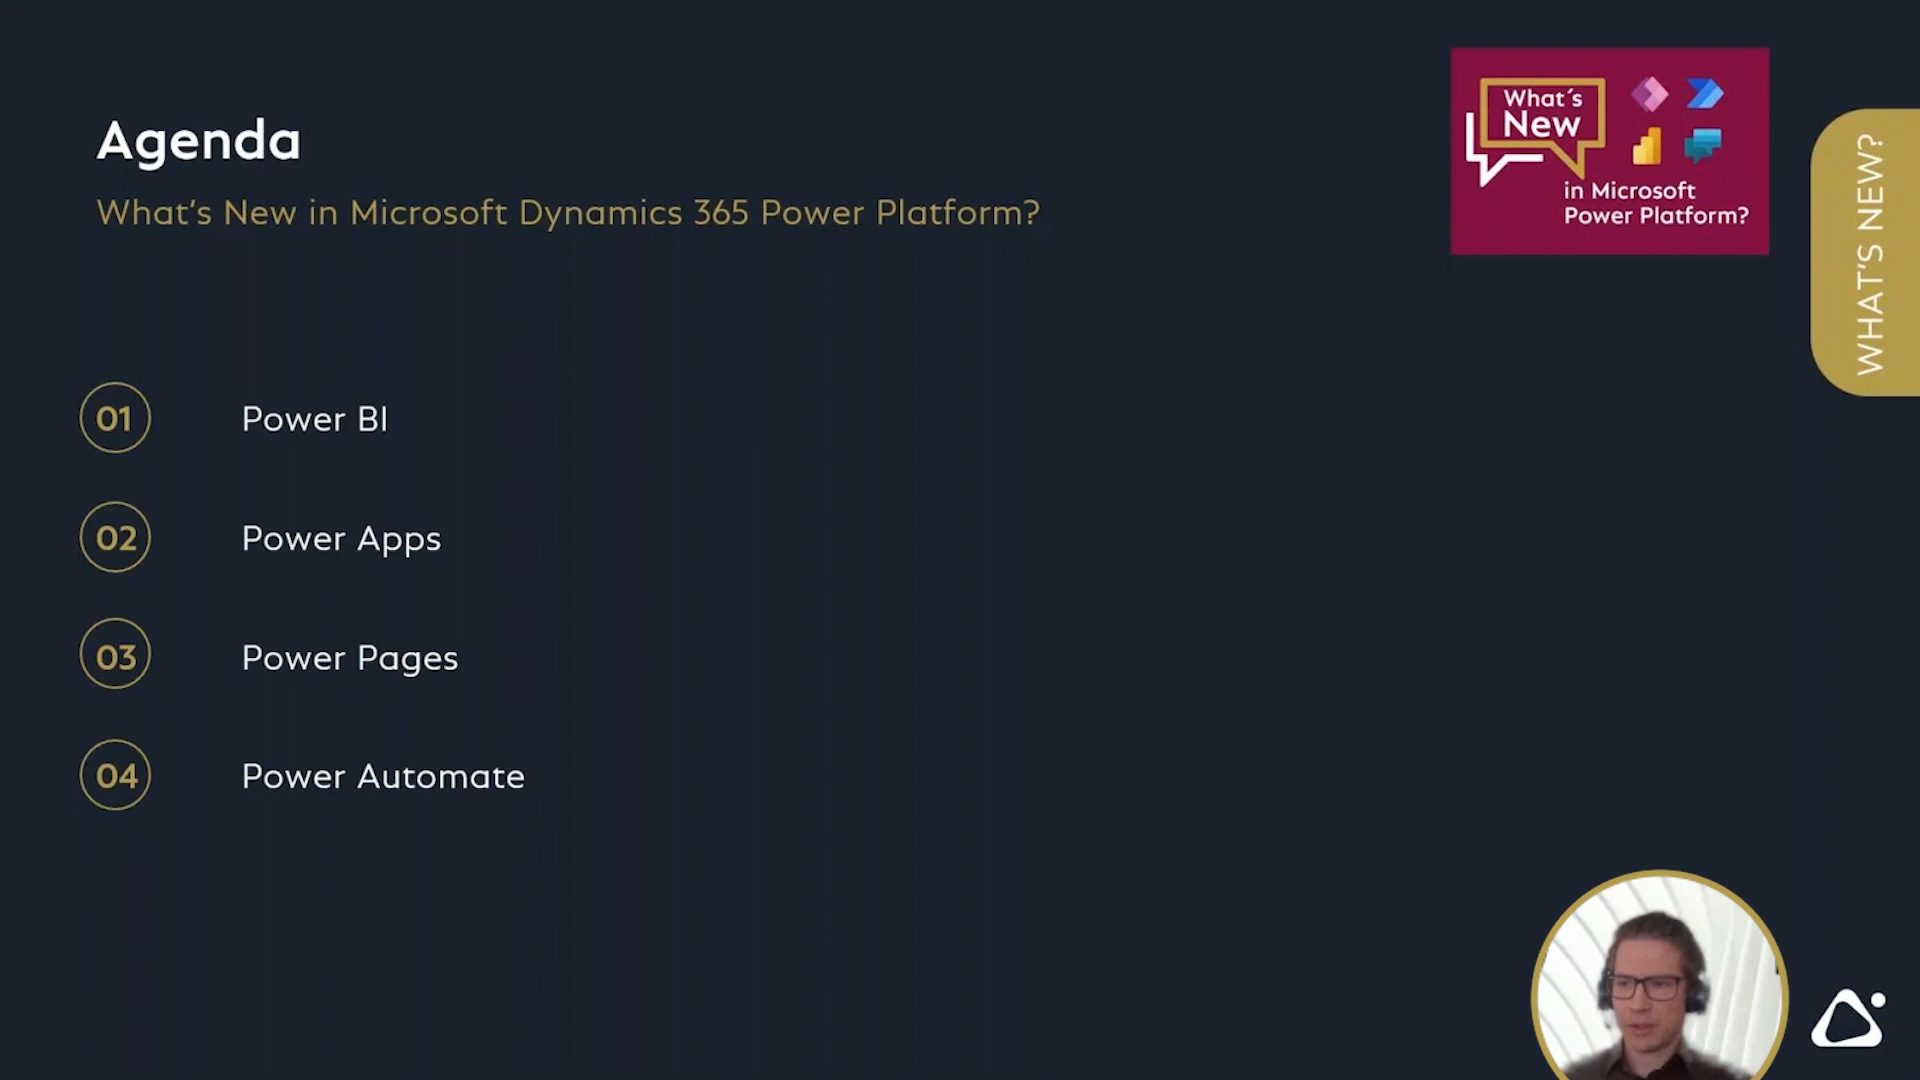 Agenda
What's New in Microsoft Dynamics 365 Power Platform?
What´s
New
in Microsoft
Power Platform?
WHAT'S NEW?
01 Power BI
02 Power Apps
03 Power Pages
04 Power Automate